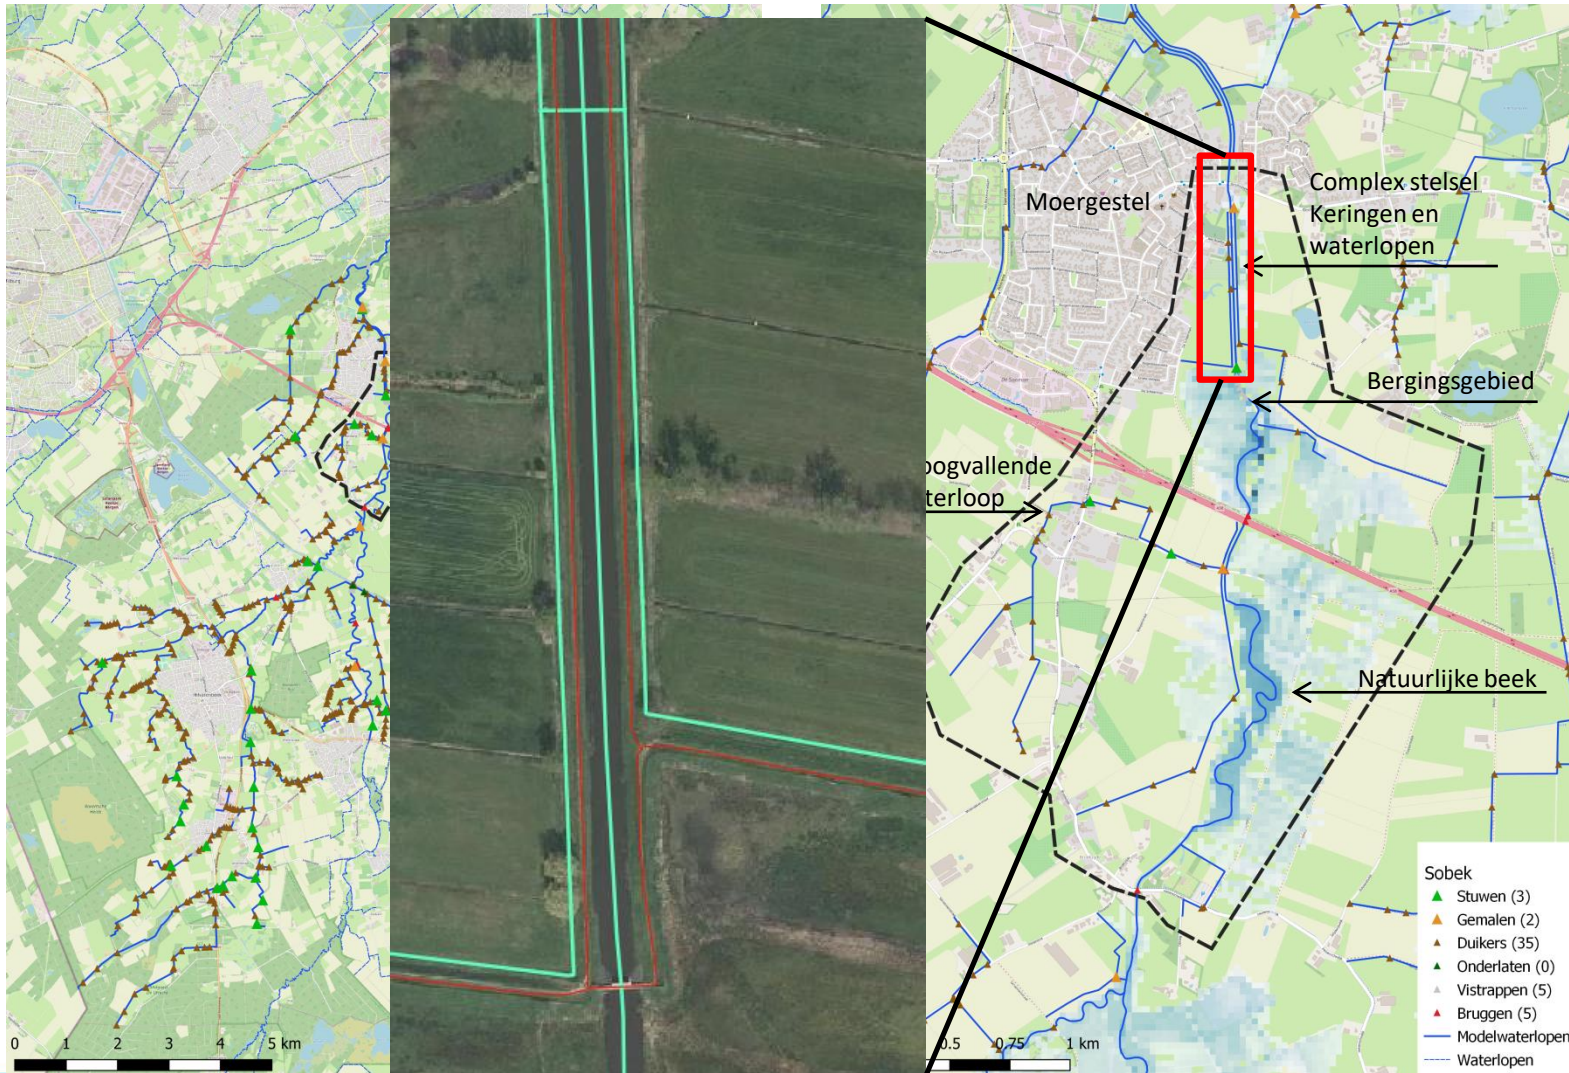 Moergestel
Complex stelsel
Keringen en
waterlopen
Bergingsgebied
oogvallende
terloop
Natuurlijke beek
Sobek
Stuwen (3)
Gemalen (2)
Duikers (35)
Onderlaten (0)
Vistrappen (5)
Bruggen (5)
Modelwaterlopen
Waterlopen
0 1 2 3 4 5 km
0.5 0.75 1 km